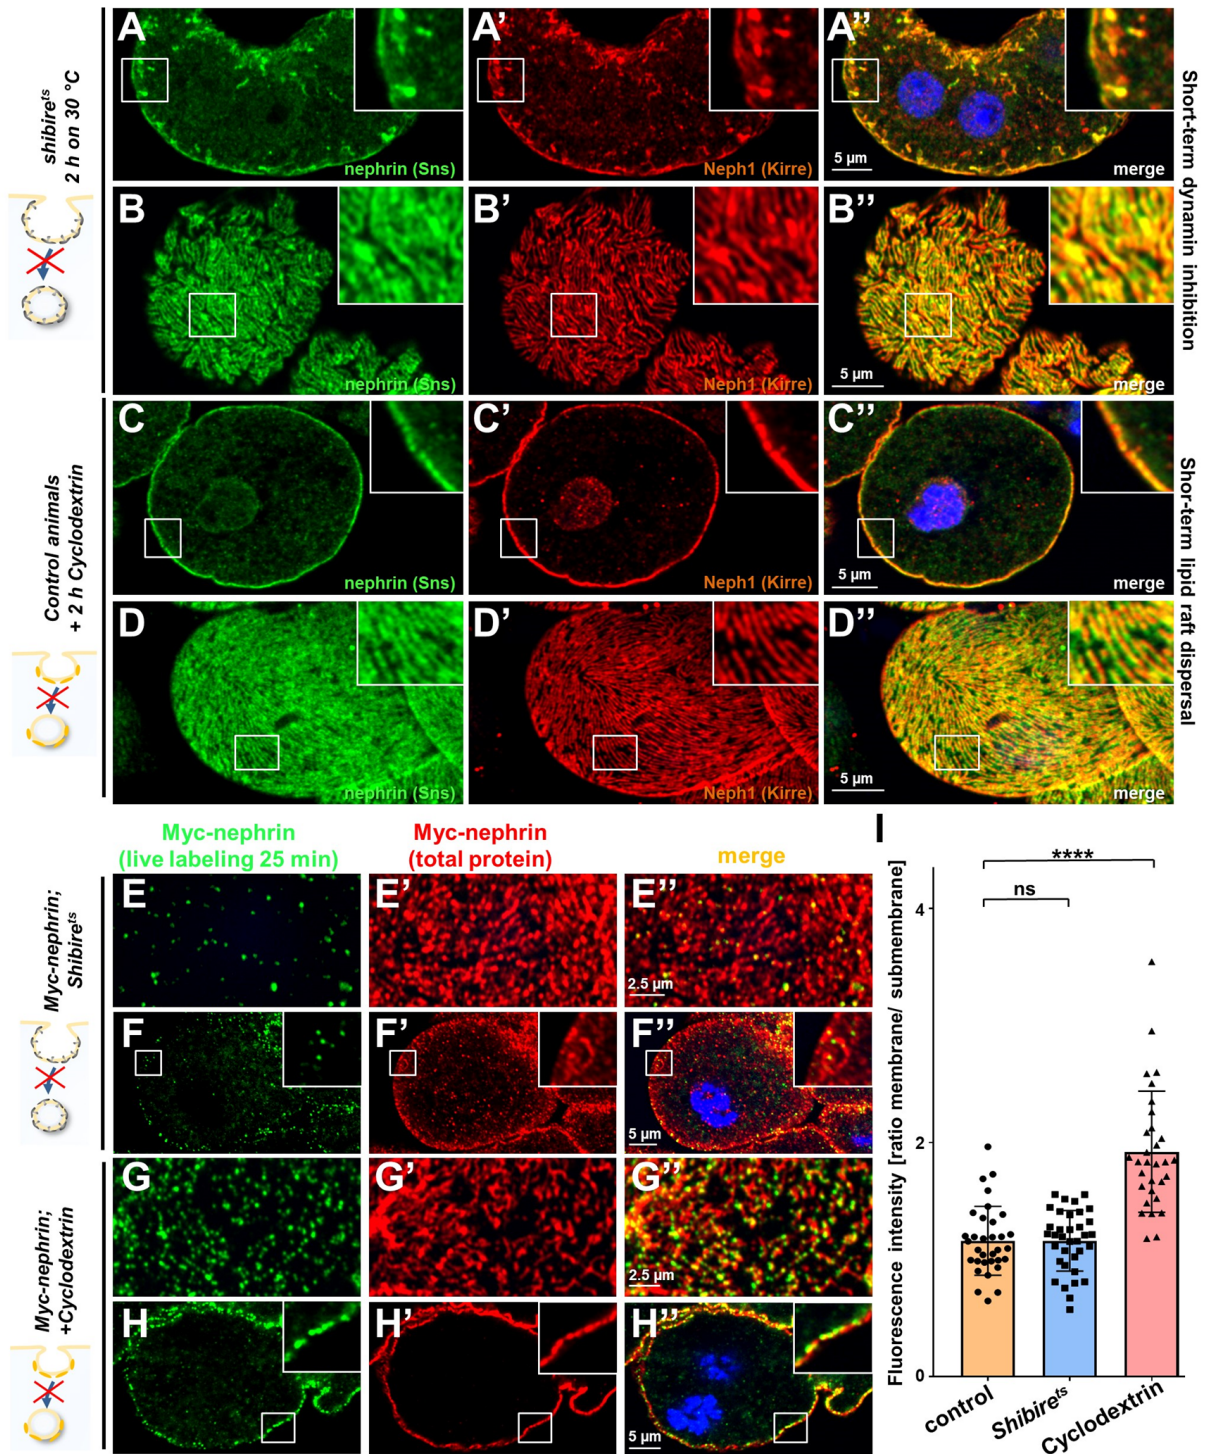 shibire^ts
2 h on 30 °C
A
nephrin (Sns)
A’
Neph1 (Kirre)
A’’
5 µm
merge
B
nephrin (Sns)
B’
Neph1 (Kirre)
B’’
5 µm
merge
Short-term dynamin inhibition
Control animals
+ 2 h Cyclodextrin
C
nephrin (Sns)
C’
Neph1 (Kirre)
C’’
5 µm
merge
D
nephrin (Sns)
D’
Neph1 (Kirre)
D’’
5 µm
merge
Shor-term lipid raft dispersal
Myc-nephrin
(live labeling 25 min)
Myc-nephrin
(total protein)
merge
Myc-nephrin;
Shibire^ts
E
E’
E’’
2.5 µm
F
F’
F’’
5 µm
Myc-nephrin;
+Cyclodextrin
G
G’
G’’
2.5 µm
H
H’
H’’
5 µm
I
Fluorescence intensity [ratio membrane/ submembrane]
4
2
0
****
ns
control
Shibire^ts
Cyclodextrin